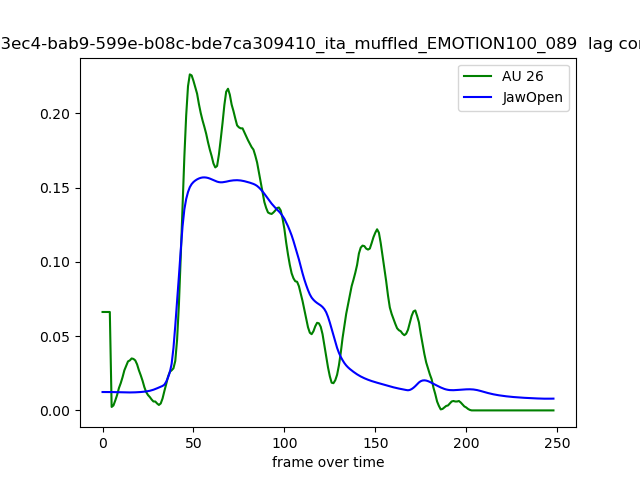 3ec4-bab9-599e-b08c-bde7ca309410_ita_muffled_EMOTION100_089 lag
AU 26
JawOpen
0.20
0.15
0.10
0.05
0.00
0 50 100 150 200 250
frame over time